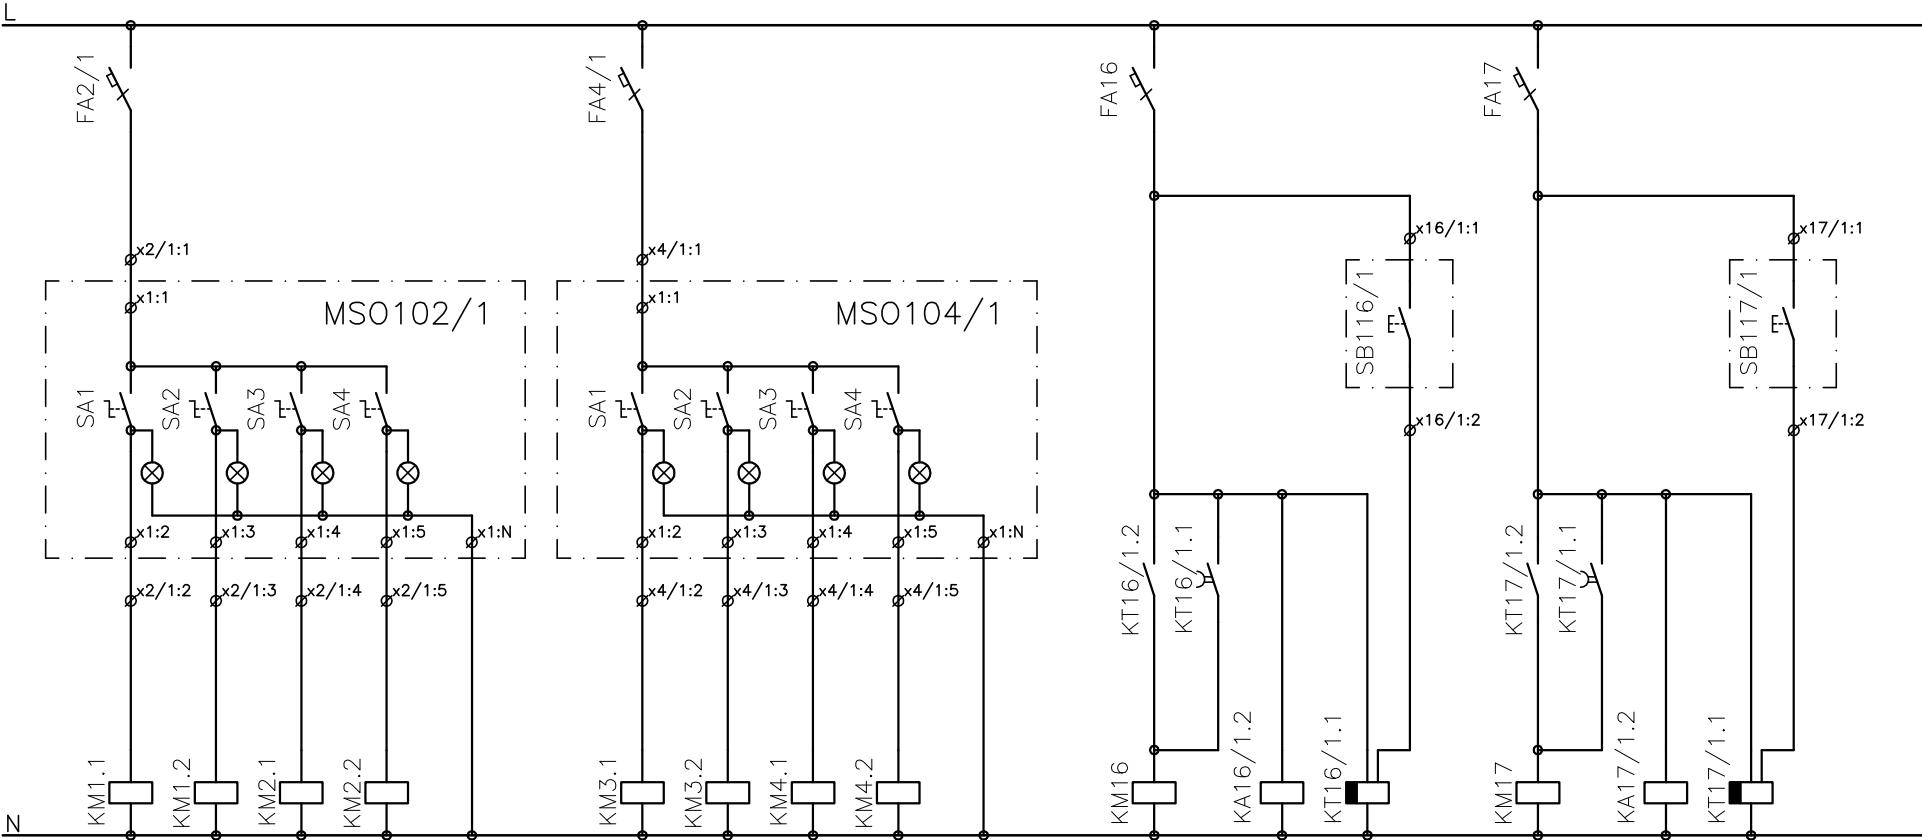 L
FA2/1
FA4/1
FA16
FA17
x2/1:1
x4/1:1
x16/1:1
x17/1:1
x1:1
MSO102/1
x1:1
MSO104/1
SB116/1
SB117/1
SA1
SA2
SA3
SA4
SA1
SA2
SA3
SA4
x16/1:2
x17/1:2
x1:2
x1:3
x1:4
x1:5
x1:N
x1:2
x1:3
x1:4
x1:5
x1:N
KT16/1.2
KT16/1.1
KT17/1.2
KT17/1.1
x2/1:2
x2/1:3
x2/1:4
x2/1:5
x4/1:2
x4/1:3
x4/1:4
x4/1:5
KM1.1
KM1.2
KM2.1
KM2.2
KM3.1
KM3.2
KM4.1
KM4.2
KM16
KA16/1.2
KT16/1.1
KM17
KA17/1.2
KT17/1.1
N